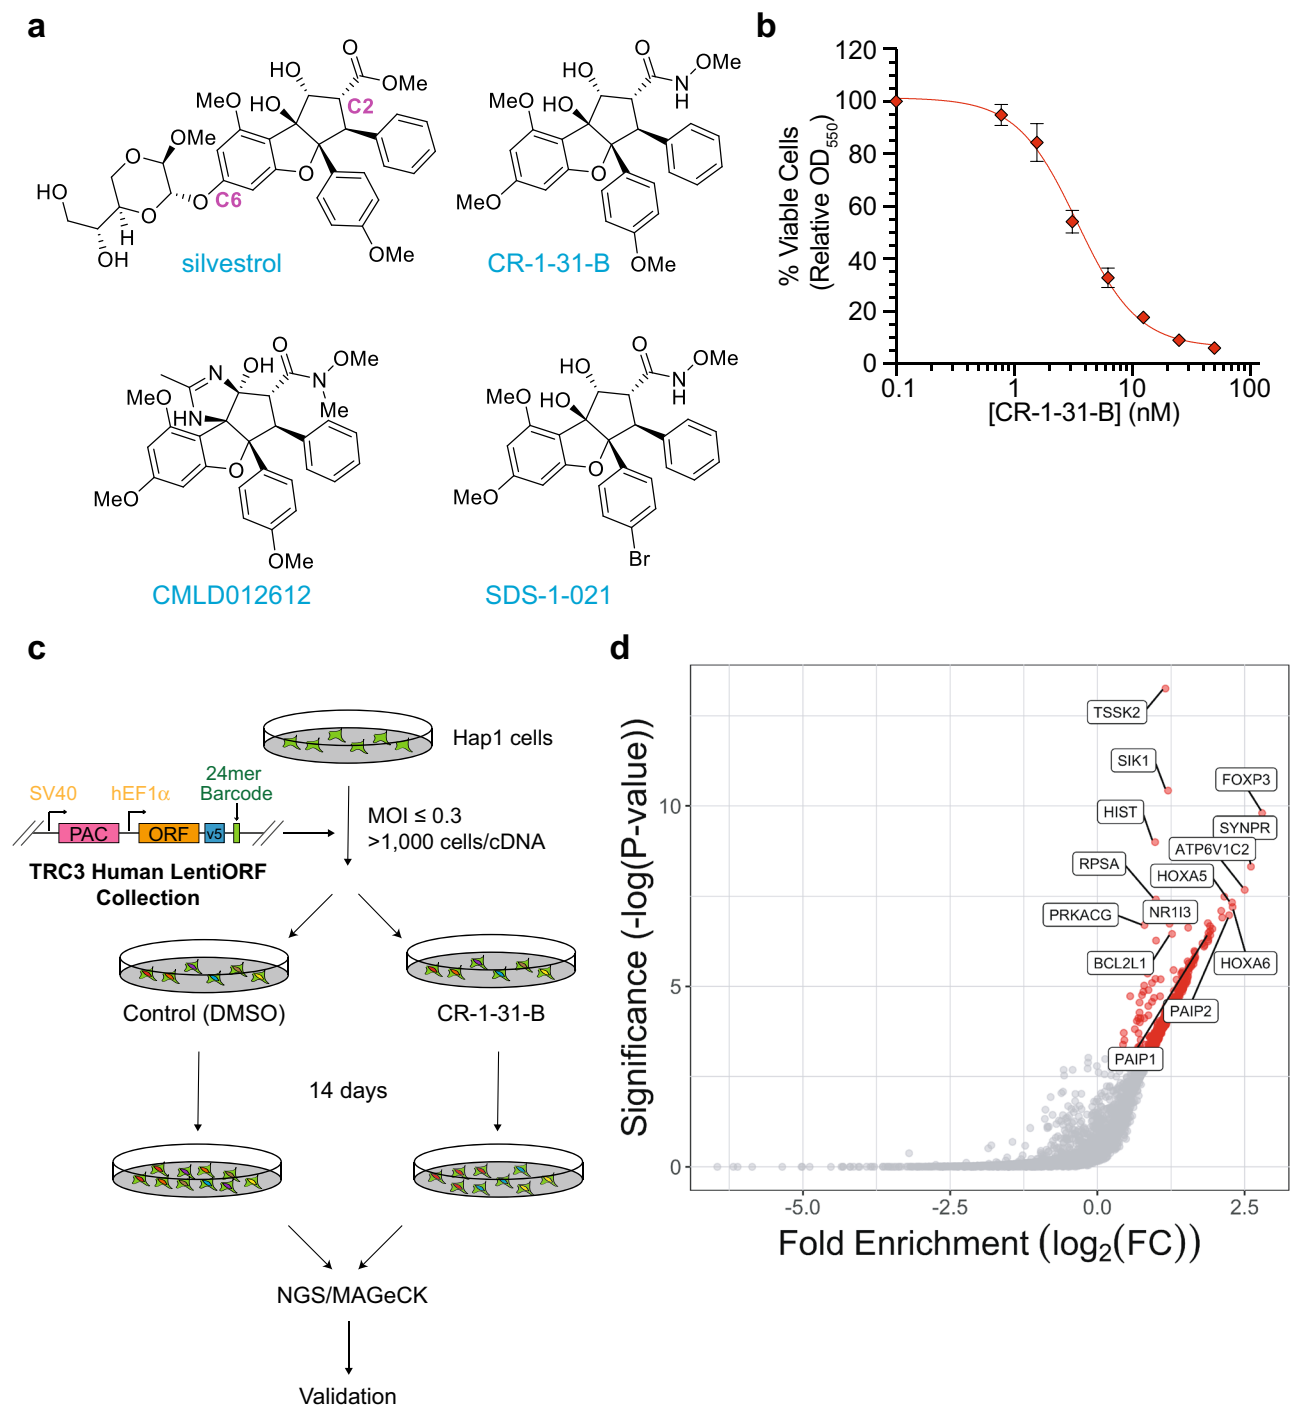 a
HO
O
OMe
MeO
HO
C2
OMe
O
O
HO
O
C6
O
H
OH
OMe
silvestrol
HO
O
OMe
N
H
MeO
HO
O
MeO
OMe
CR-1-31-B
N
OH
O
OMe
N
Me
MeO
HN
O
MeO
OMe
CMLD012612
HO
O
OMe
N
H
MeO
HO
O
MeO
Br
SDS-1-021
b
% Viable Cells
(Relative OD550)
120
100
80
60
40
20
0
0.1
1
10
100
[CR-1-31-B] (nM)
c
Hap1 cells
24mer
Barcode
SV40
hEF1α
PAC
ORF
v5
TRC3 Human LentiORF
Collection
MOI ≤ 0.3
>1,000 cells/cDNA
Control (DMSO)
CR-1-31-B
14 days
NGS/MAGeCK
Validation
d
Significance (-log(P-value))
10
5
0
TSSK2
SIK1
FOXP3
HIST
SYNPR
ATP6V1C2
RPSA
HOXA5
PRKACG
NR1I3
BCL2L1
HOXA6
PAIP2
PAIP1
-5.0
-2.5
0.0
2.5
Fold Enrichment (log2(FC))